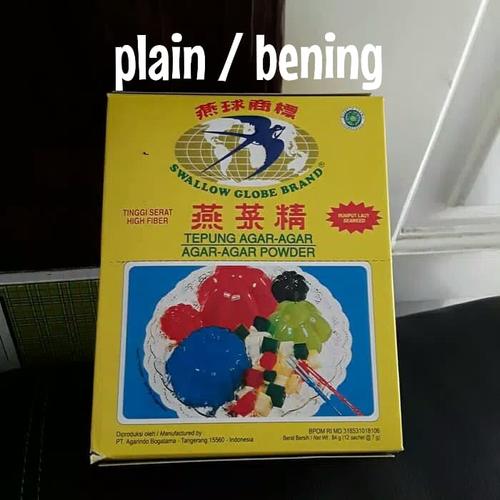 plain / bening
燕球商標
SWALLOW GLOBE BRAND®
TINGGI SERAT
HIGH FIBER
燕菜精
RUMPUT LAUT
SEAWEED
TEPUNG AGAR-AGAR
AGAR-AGAR POWDER
Diproduksi oleh / Manufactured by :
PT. Agarindo Bogatama - Tangerang 15560 - Indonesia
BPOM RI MD 318531018106
Berat Bersih / Net Wt : 84 g (12 sachet @ 7 g)